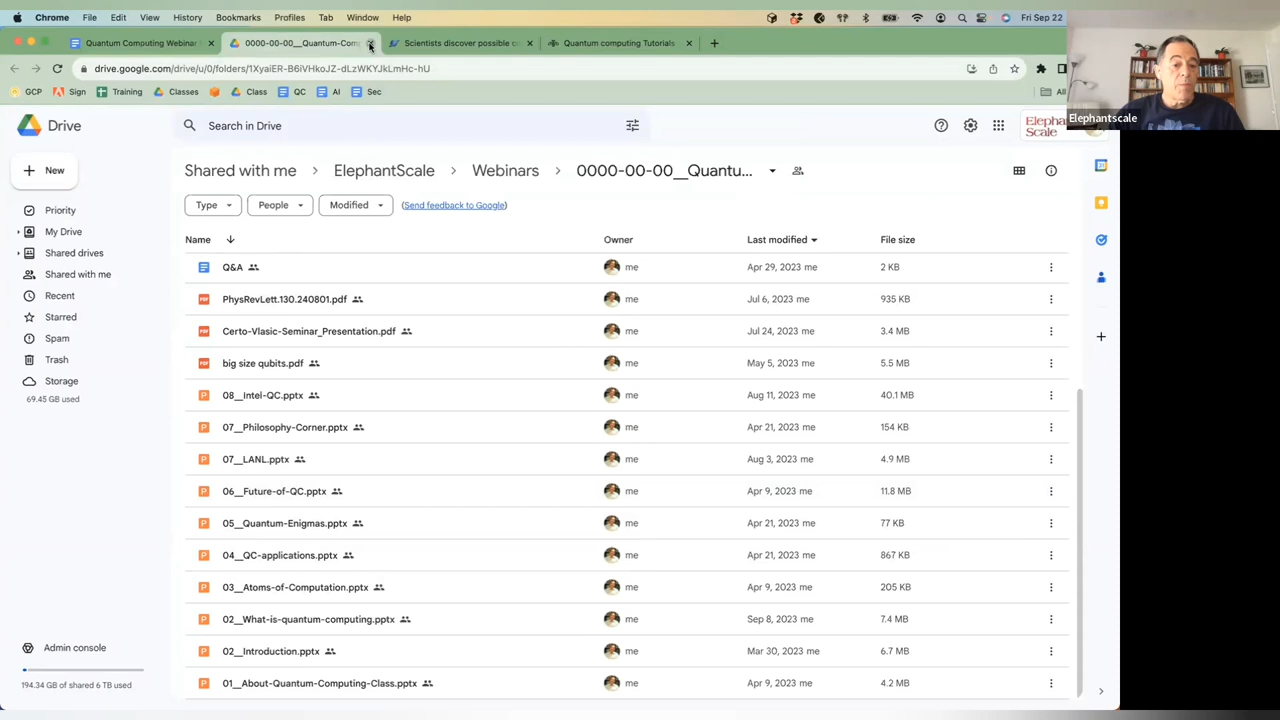 Chrome File Edit View History Bookmarks Profiles Tab Window Help Fri Sep 22
Quantum Computing Webinar 0000-00-00__Quantum-Com Scientists discover possible co Quantum computing Tutorials
drive.google.com/drive/u/0/folders/1XyaiER-B6iVHkoJZ-dLzWKYJkLmHc-hU
GCP Sign Training Classes Class QC AI Sec All
Elephantscale
Drive Search in Drive
Elephant Scale
New
Shared with me ElephantScale Webinars 0000-00-00__Quantu...
Type People Modified (Send feedback to Google)
Priority
My Drive
Shared drives
Shared with me
Recent
Starred
Spam
Trash
Storage
69.45 GB used
Admin console
194.34 GB of shared 6 TB used
Name Owner Last modified File size
Q&A me Apr 29, 2023 me 2 KB
PhysRevLett.130.240801.pdf me Jul 6, 2023 me 935 KB
Certo-Vlasic-Seminar_Presentation.pdf me Jul 24, 2023 me 3.4 MB
big size qubits.pdf me May 5, 2023 me 5.5 MB
08__Intel-QC.pptx me Aug 11, 2023 me 40.1 MB
07__Philosophy-Corner.pptx me Apr 21, 2023 me 154 KB
07__LANL.pptx me Aug 3, 2023 me 4.9 MB
06__Future-of-QC.pptx me Apr 9, 2023 me 11.8 MB
05__Quantum-Enigmas.pptx me Apr 21, 2023 me 77 KB
04__QC-applications.pptx me Apr 21, 2023 me 867 KB
03__Atoms-of-Computation.pptx me Apr 9, 2023 me 205 KB
02__What-is-quantum-computing.pptx me Sep 8, 2023 me 7.4 MB
02__Introduction.pptx me Mar 30, 2023 me 6.7 MB
01__About-Quantum-Computing-Class.pptx me Apr 9, 2023 me 4.2 MB